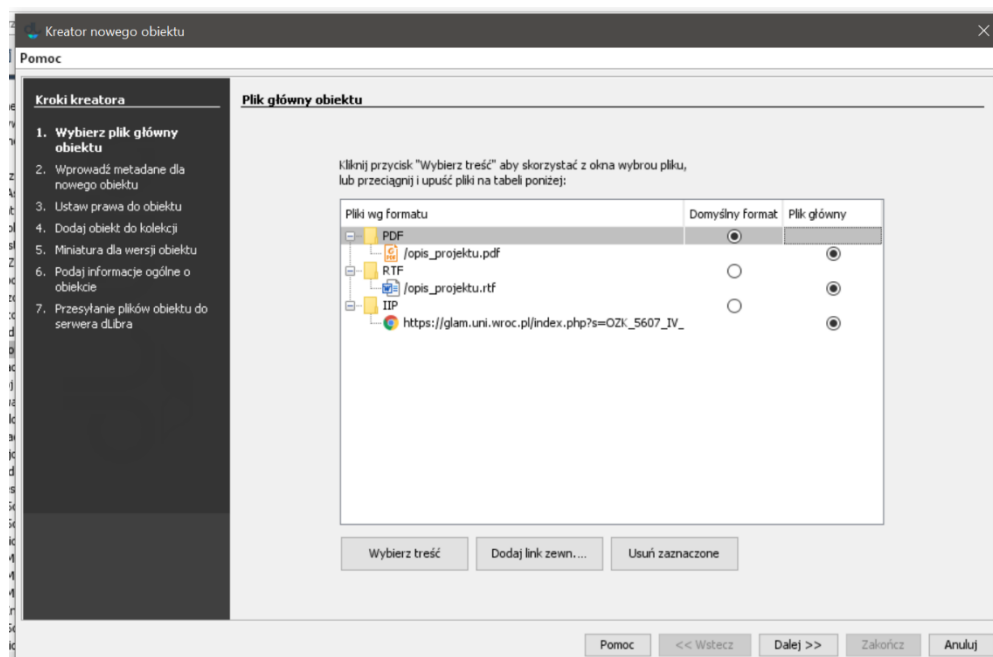 Kreator nowego obiektu
Pomoc
Kroki kreatora
1. Wybierz plik główny
obiektu
2. Wprowadź metadane dla
nowego obiektu
3. Ustaw prawa do obiektu
4. Dodaj obiekt do kolekcji
5. Miniatura dla wersji obiektu
6. Podaj informacje ogólne o
obiekcie
7. Przesyłanie plików obiektu do
serwera dLibra
Plik główny obiektu
Kliknij przycisk "Wybierz treść" aby skorzystać z okna wybrou pliku,
lub przeciągnij i upuść pliki na tabeli poniżej:
Pliki wg formatu Domyślny format Plik główny
PDF
/opis_projektu.pdf
RTF
/opis_projektu.rtf
IIP
https://glam.uni.wroc.pl/index.php?s=OZK_5607_IV_
Wybierz treść Dodaj link zewn.... Usuń zaznaczone
Pomoc << Wstecz Dalej >> Zakończ Anuluj